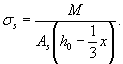 σₛ = M / (Aₛ(h₀ − 1/3 x)).